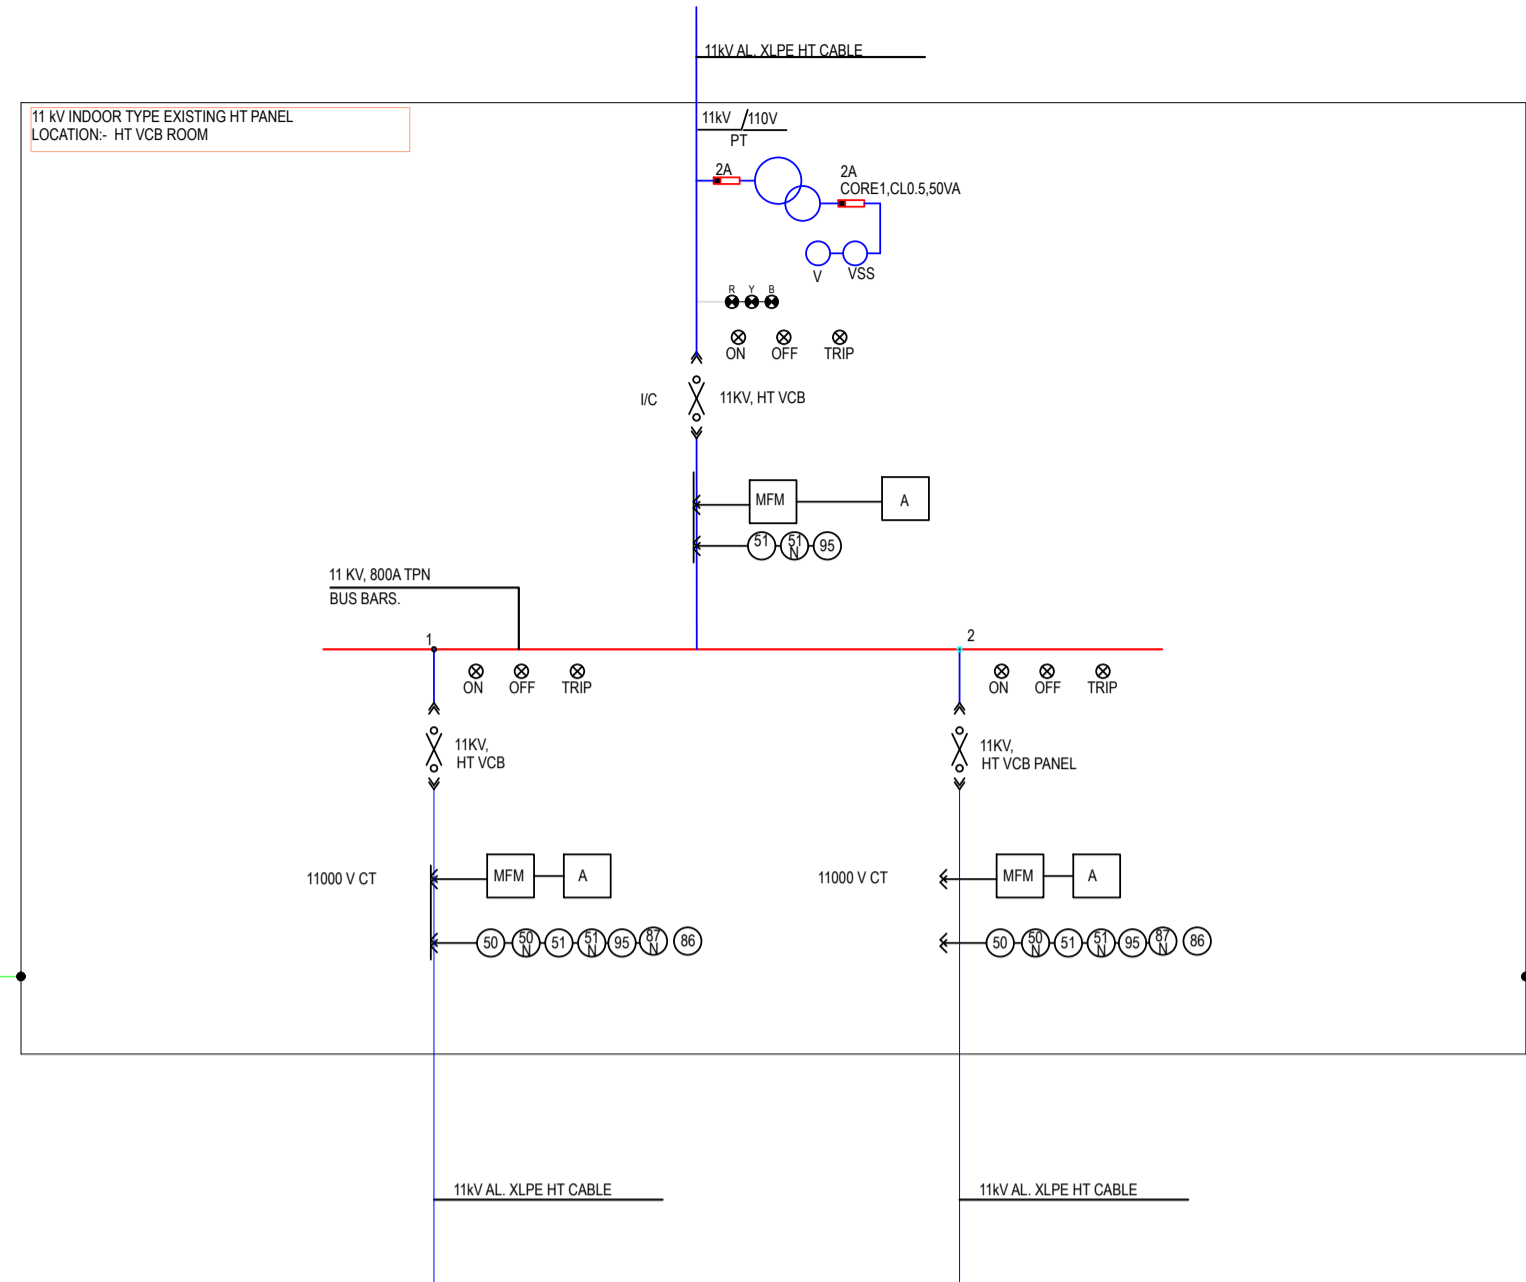 11kV AL. XLPE HT CABLE
11 kV INDOOR TYPE EXISTING HT PANEL
LOCATION:- HT VCB ROOM
11kV /110V
PT
2A
2A
CORE1,CL0.5,50VA
V
VSS
R Y B
ON OFF TRIP
I/C
11KV, HT VCB
MFM
A
51
51
N
95
11 KV, 800A TPN
BUS BARS.
1
2
ON OFF TRIP
ON OFF TRIP
11KV,
HT VCB
11KV,
HT VCB PANEL
11000 V CT
MFM
A
11000 V CT
MFM
A
50
50
N
51
51
N
95
87
N
86
50
50
N
51
51
N
95
87
N
86
11kV AL. XLPE HT CABLE
11kV AL. XLPE HT CABLE